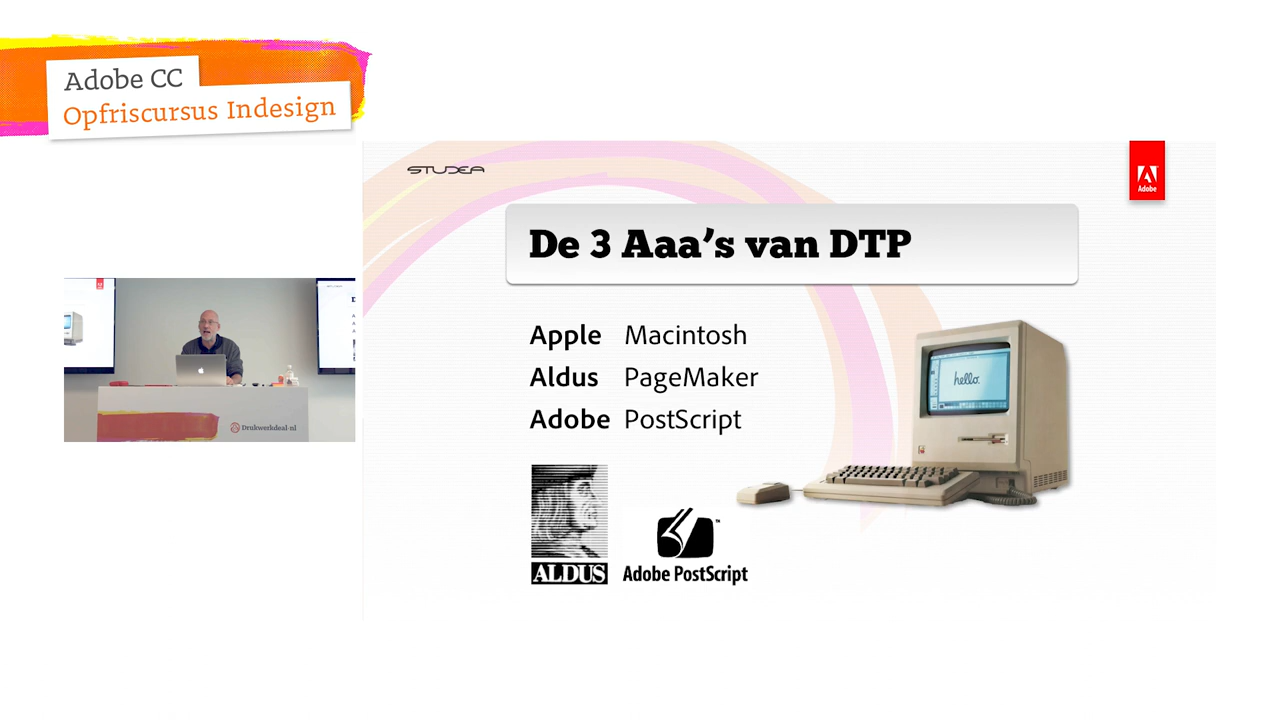 Adobe CC
Opfriscursus Indesign
STUDEA
Adobe
De 3 Aaa's van DTP
Apple Macintosh
Aldus PageMaker
Adobe PostScript
hello.
ALDUS
Adobe PostScript
™
Drukwerkdeal.nl